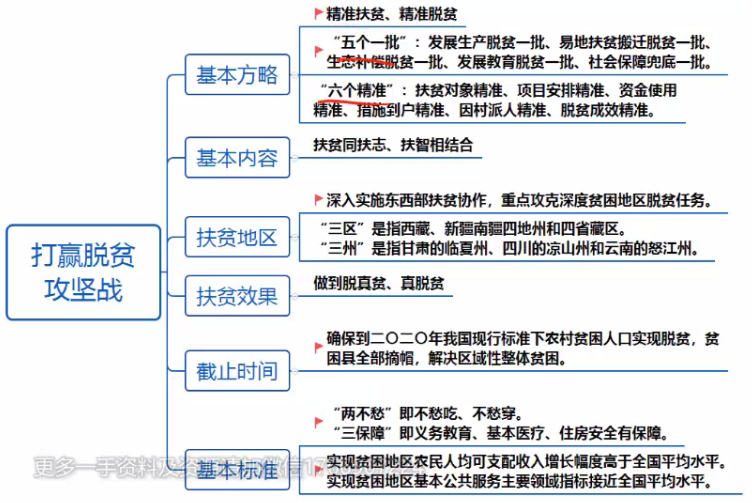 精准扶贫、精准脱贫
“五个一批”:发展生产脱贫一批、易地扶贫搬迁脱贫一批、
生态补偿脱贫一批、发展教育脱贫一批、社会保障兜底一批。
基本方略
“六个精准”:扶贫对象精准、项目安排精准、资金使用
精准、措施到户精准、因村派人精准、脱贫成效精准。
基本内容
扶贫同扶志、扶智相结合
深入实施东西部扶贫协作,重点攻克深度贫困地区脱贫任务。
扶贫地区
“三区”是指西藏、新疆南疆四地州和四省藏区。
“三州”是指甘肃的临夏州、四川的凉山州和云南的怒江州。
打赢脱贫
攻坚战
扶贫效果
做到脱真贫、真脱贫
截止时间
确保到二〇二〇年我国现行标准下农村贫困人口实现脱贫,贫
困县全部摘帽,解决区域性整体贫困。
“两不愁”即不愁吃、不愁穿。
“三保障”即义务教育、基本医疗、住房安全有保障。
基本标准
实现贫困地区农民人均可支配收入增长幅度高于全国平均水平。
实现贫困地区基本公共服务主要领域指标接近全国平均水平。
更多一手资料及资
微信17